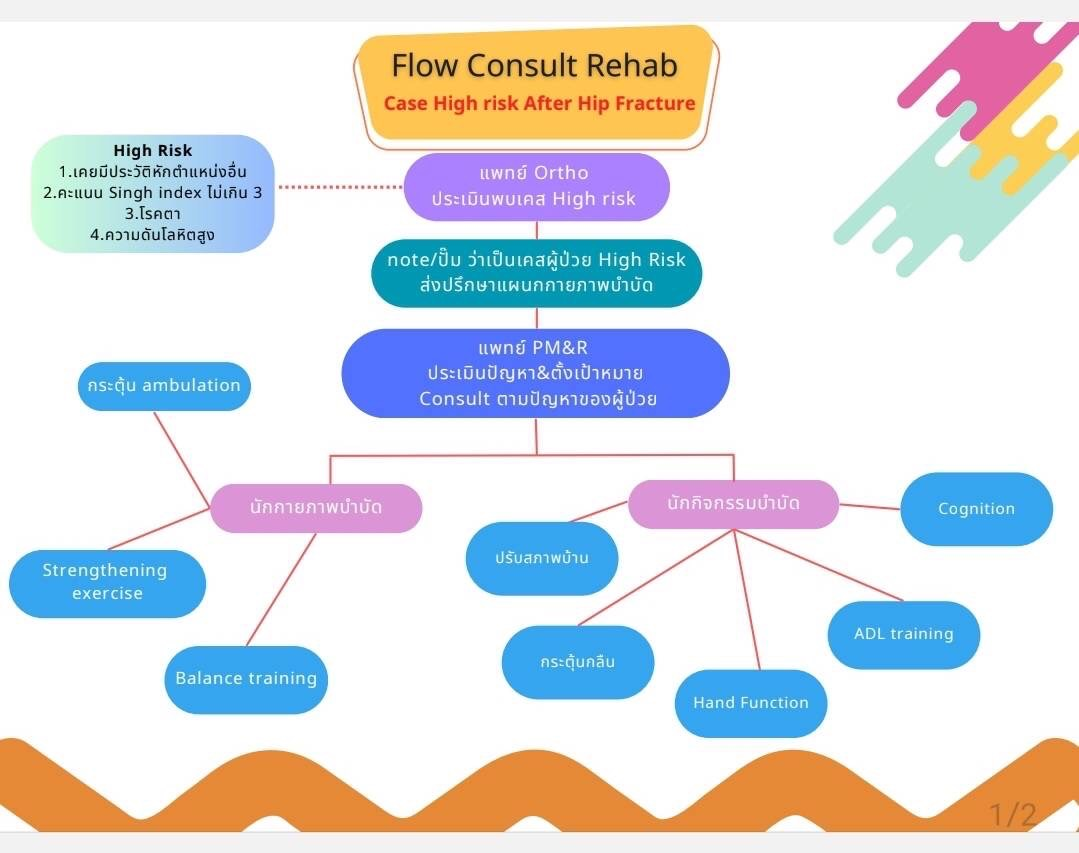 Flow Consult Rehab
Case High risk After Hip Fracture
High Risk
1.เคยมีประวัติหักตำแหน่งอื่น
2.คะแนน Singh index ไม่เกิน 3
3.โรคตา
4.ความดันโลหิตสูง
แพทย์ Ortho
ประเมินพบเคส High risk
note/ปั๊ม ว่าเป็นเคสผู้ป่วย High Risk
ส่งปรึกษาแผนกกายภาพบำบัด
แพทย์ PM&R
ประเมินปัญหา&ตั้งเป้าหมาย
Consult ตามปัญหาของผู้ป่วย
กระตุ้น ambulation
นักกายภาพบำบัด
Strengthening
exercise
Balance training
นักกิจกรรมบำบัด
Cognition
ปรับสภาพบ้าน
กระตุ้นกลืน
Hand Function
ADL training
1/2